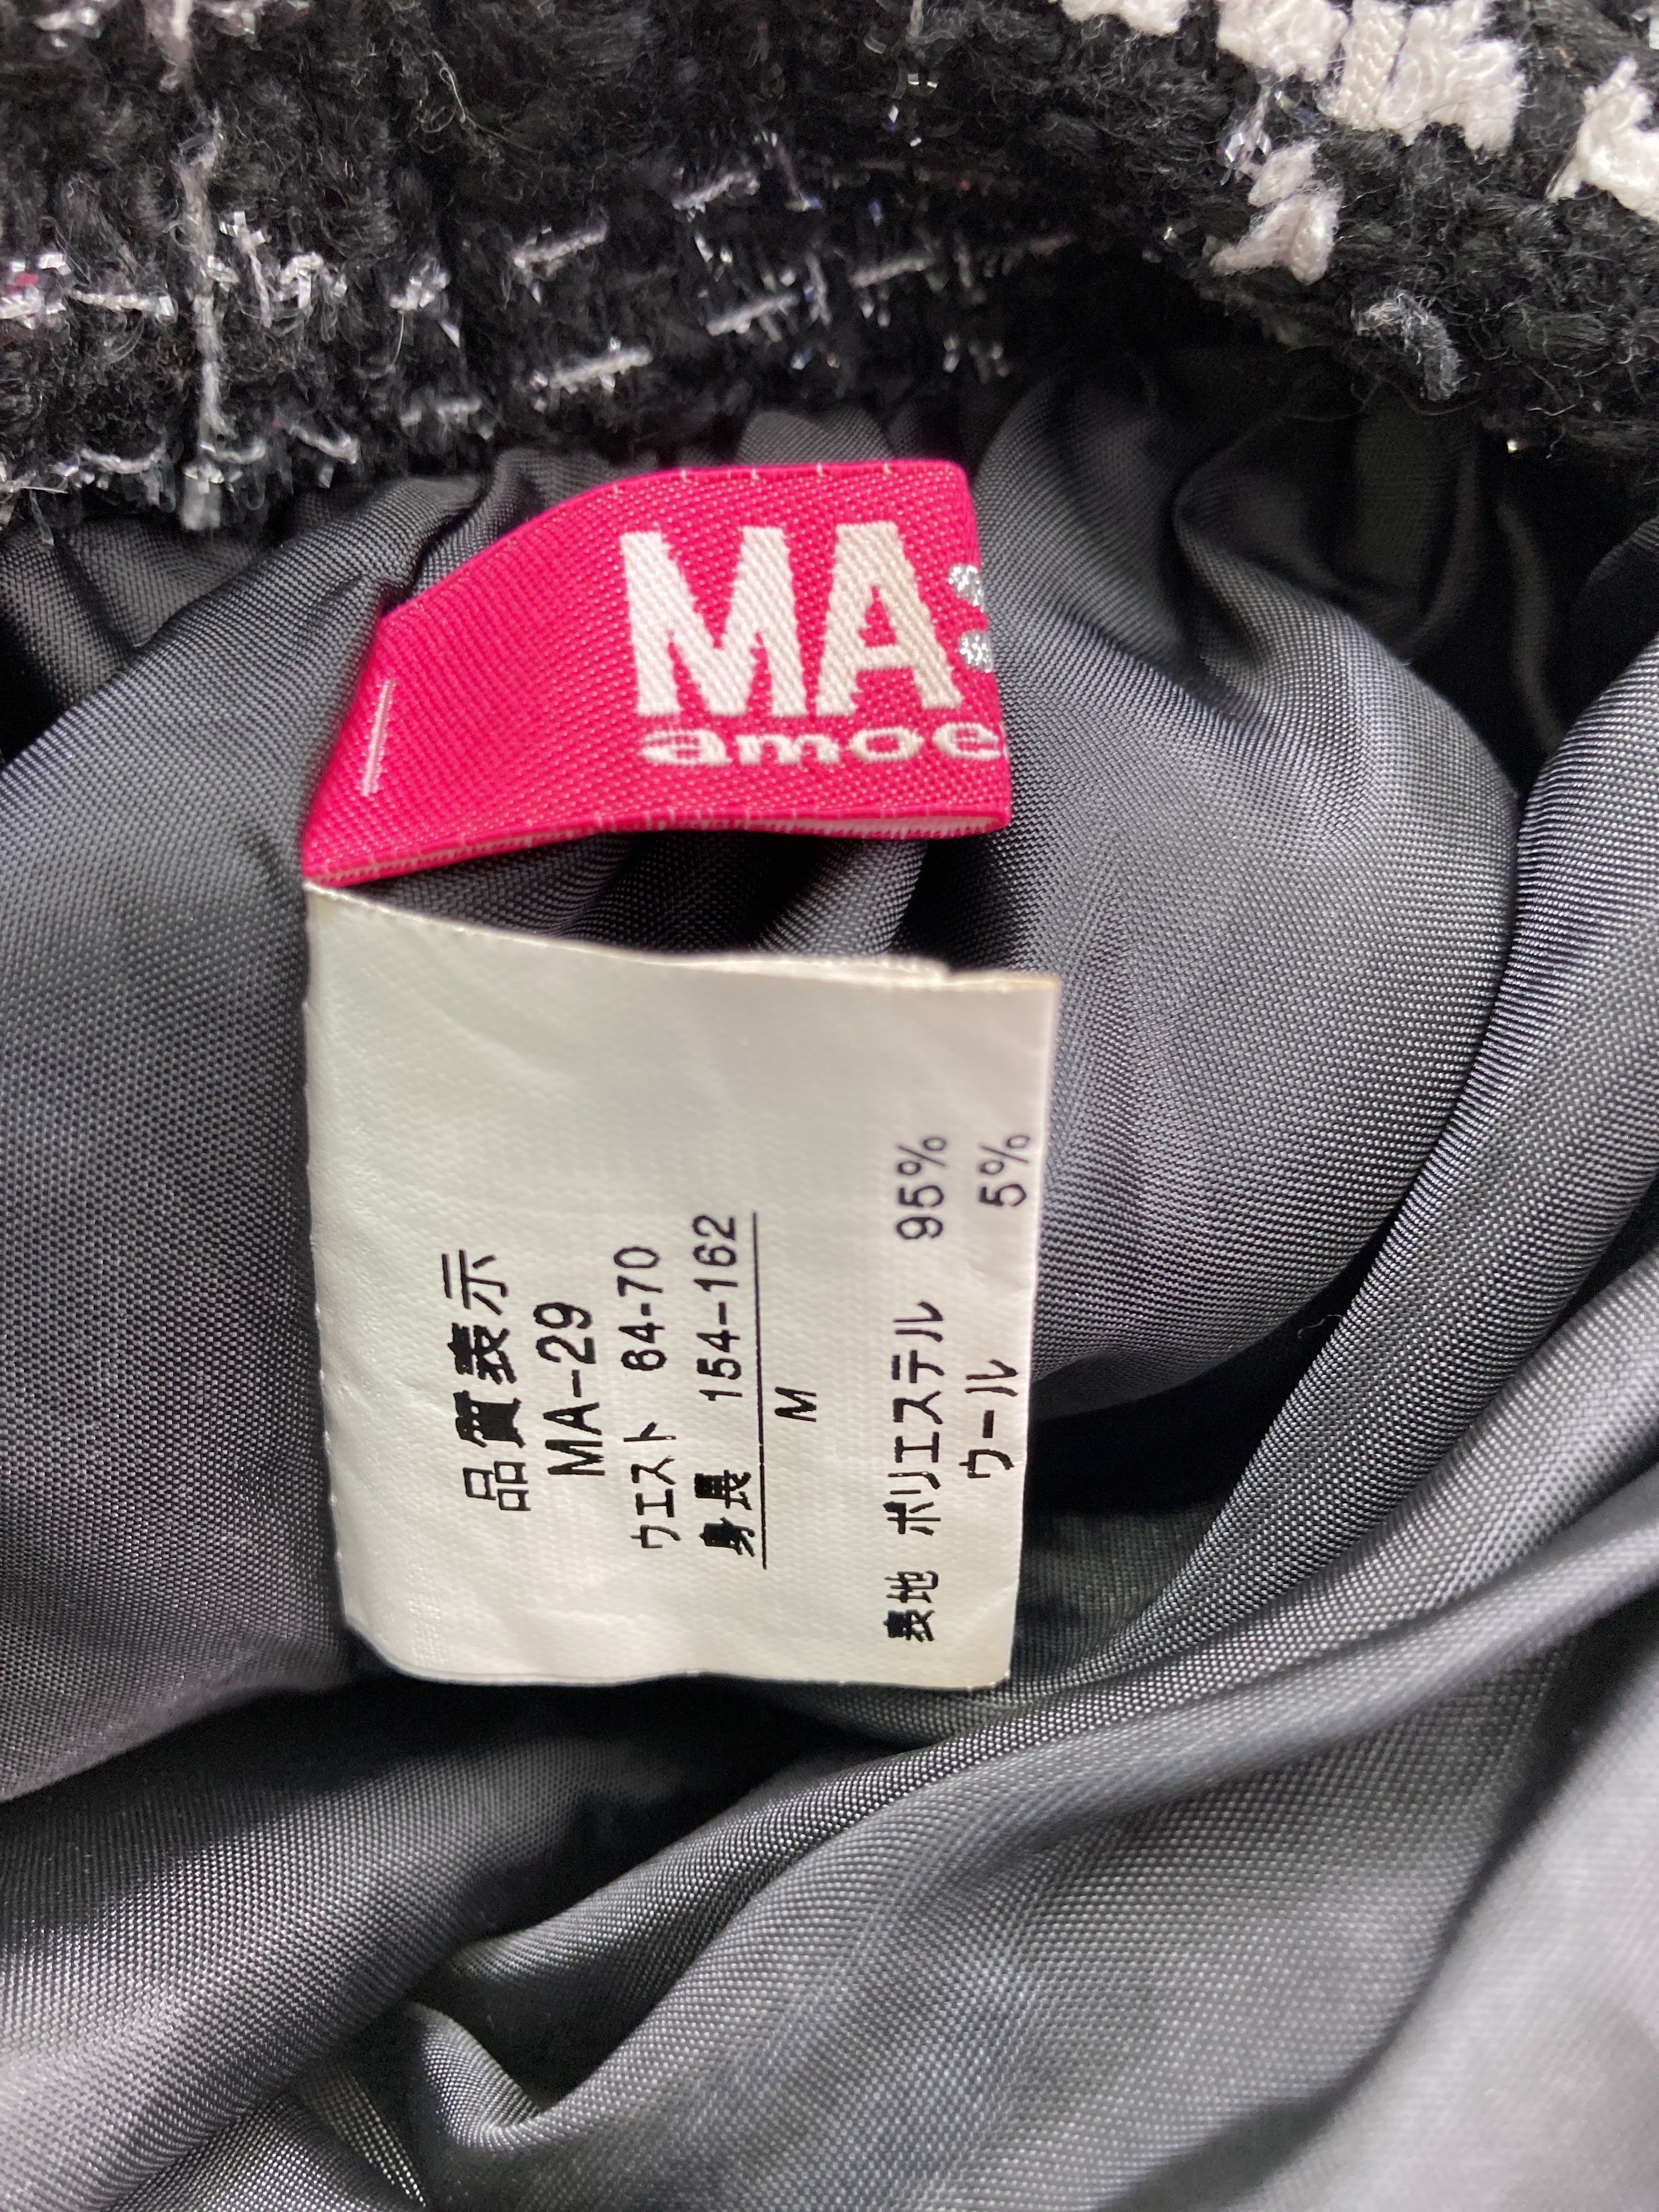 MA
amoe
品質表示
MA-29
ウエスト 64-70
身長 154-162
M
表地 ポリエステル 95%
ウール 5%